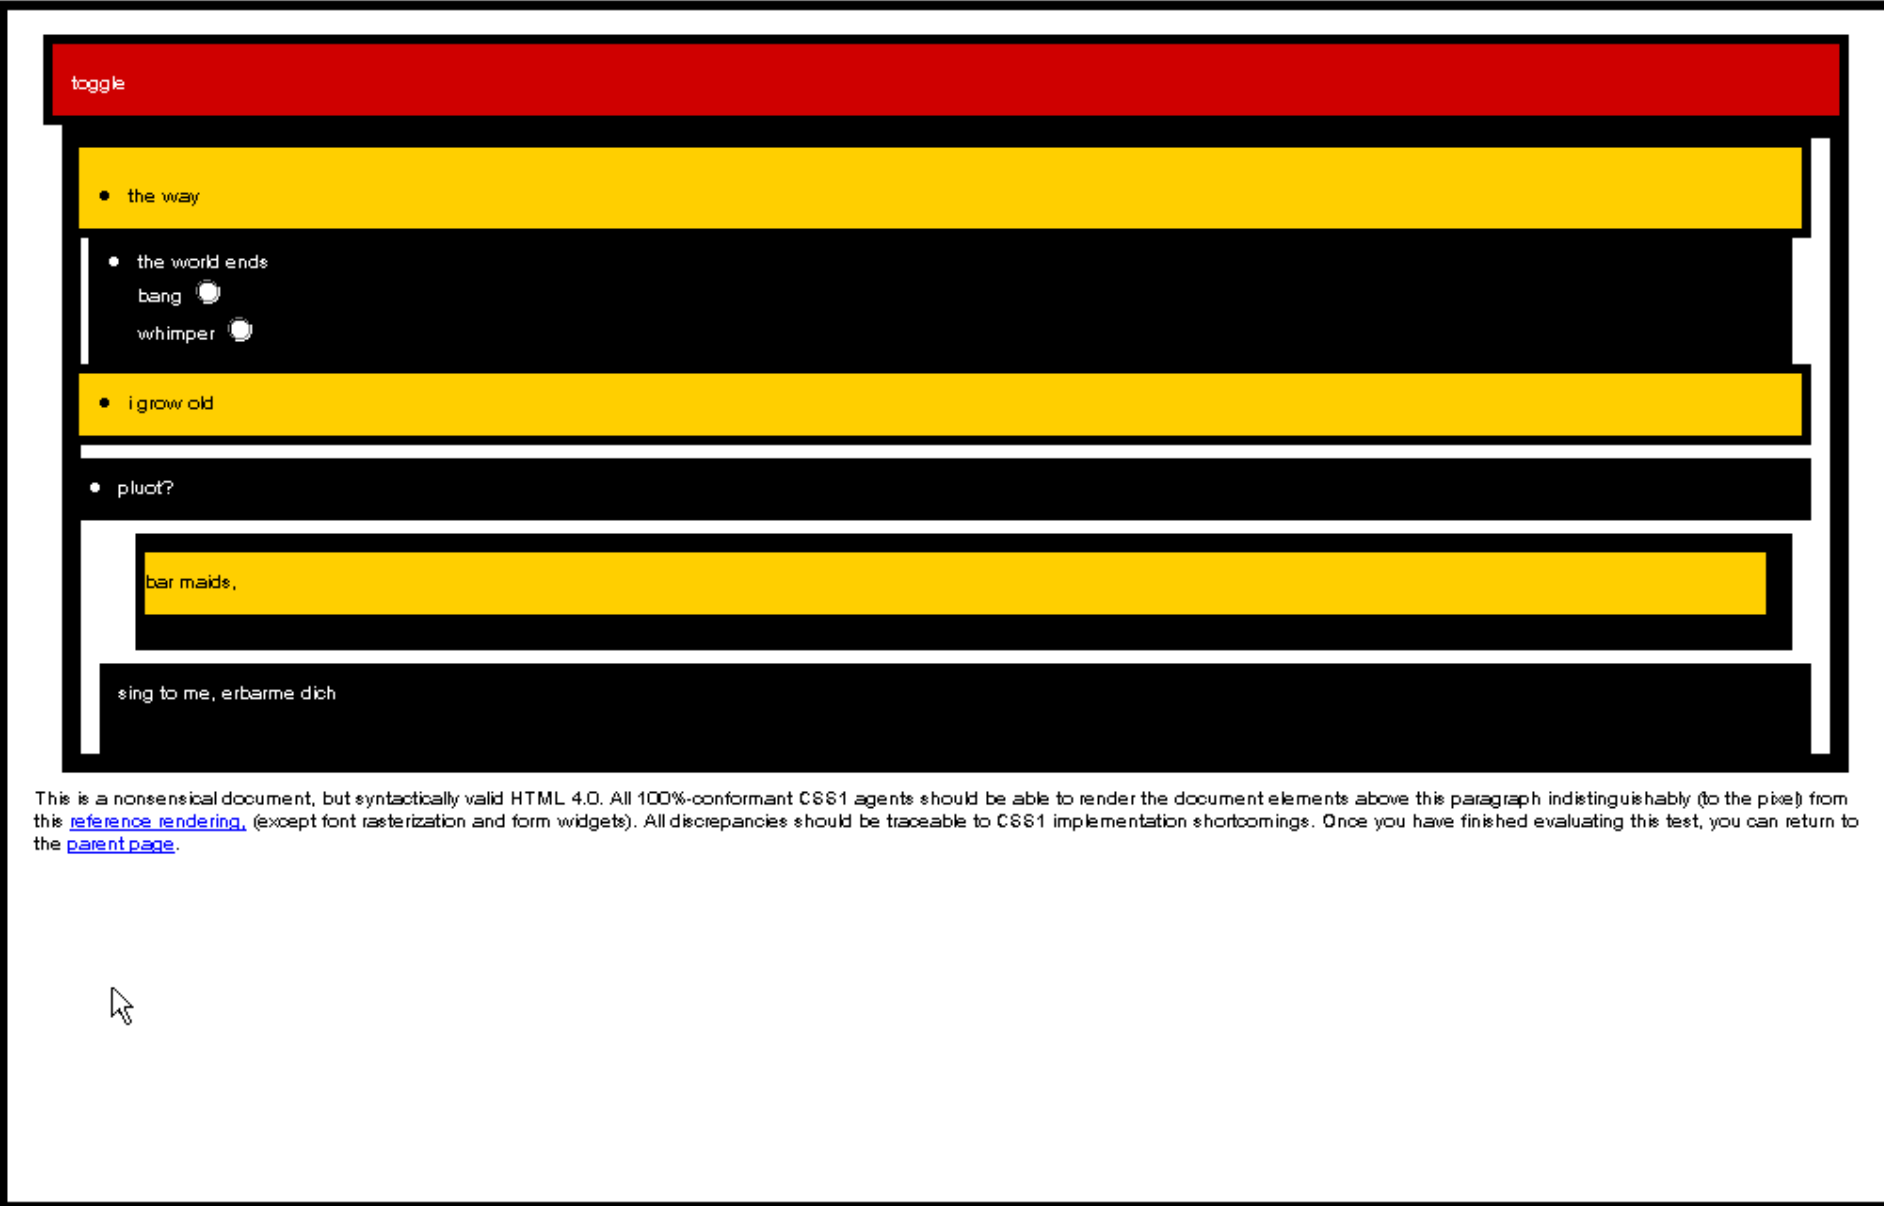 toggle
the way
the world ends
bang
whimper
i grow old
pluot?
bar maids,
sing to me, erbarme dich
This is a nonsensical document, but syntactically valid HTML 4.0. All 100%-conformant CSS1 agents should be able to render the document elements above this paragraph indistinguishably (to the pixel) from
this reference rendering, (except font rasterization and form widgets). All discrepancies should be traceable to CSS1 implementation shortcomings. Once you have finished evaluating this test, you can return to
the parent page.